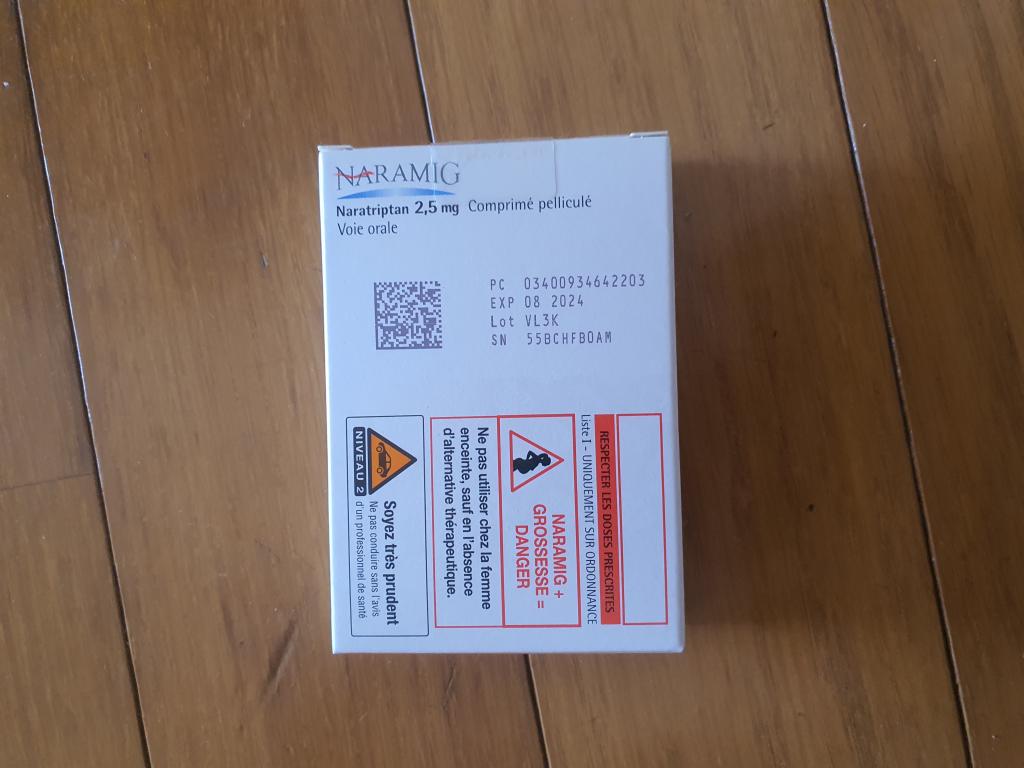 NARAMIG
Naratriptan 2,5 mg Comprimé pelliculé
Voie orale
PC 03400934642203
EXP 08 2024
Lot VL3K
SN 55BCHFB0AM
RESPECTER LES DOSES PRESCRITES
Liste I - UNIQUEMENT SUR ORDONNANCE
NARAMIG +
GROSSESSE =
DANGER
Ne pas utiliser chez la femme
enceinte, sauf en l'absence
d'alternative thérapeutique.
Soyez très prudent
Ne pas conduire sans l'avis
d'un professionnel de santé
NIVEAU 2